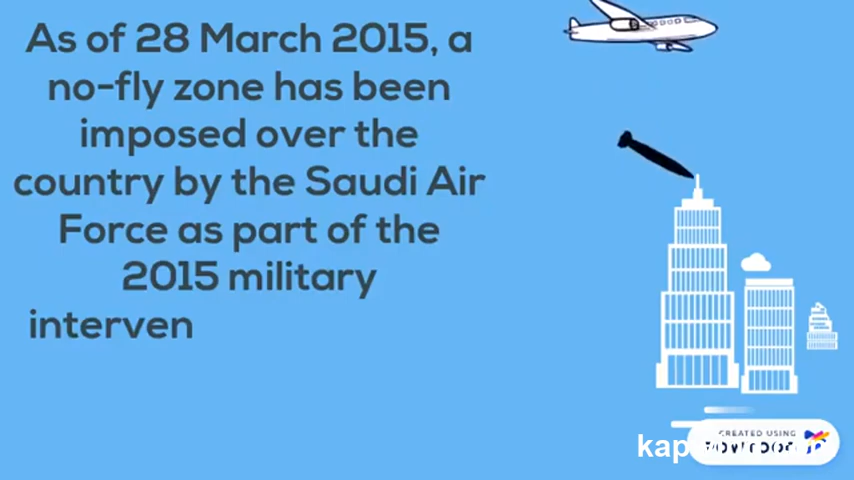 As of 28 March 2015, a
no-fly zone has been
imposed over the
country by the Saudi Air
Force as part of the
2015 military
interven
CREATED USING